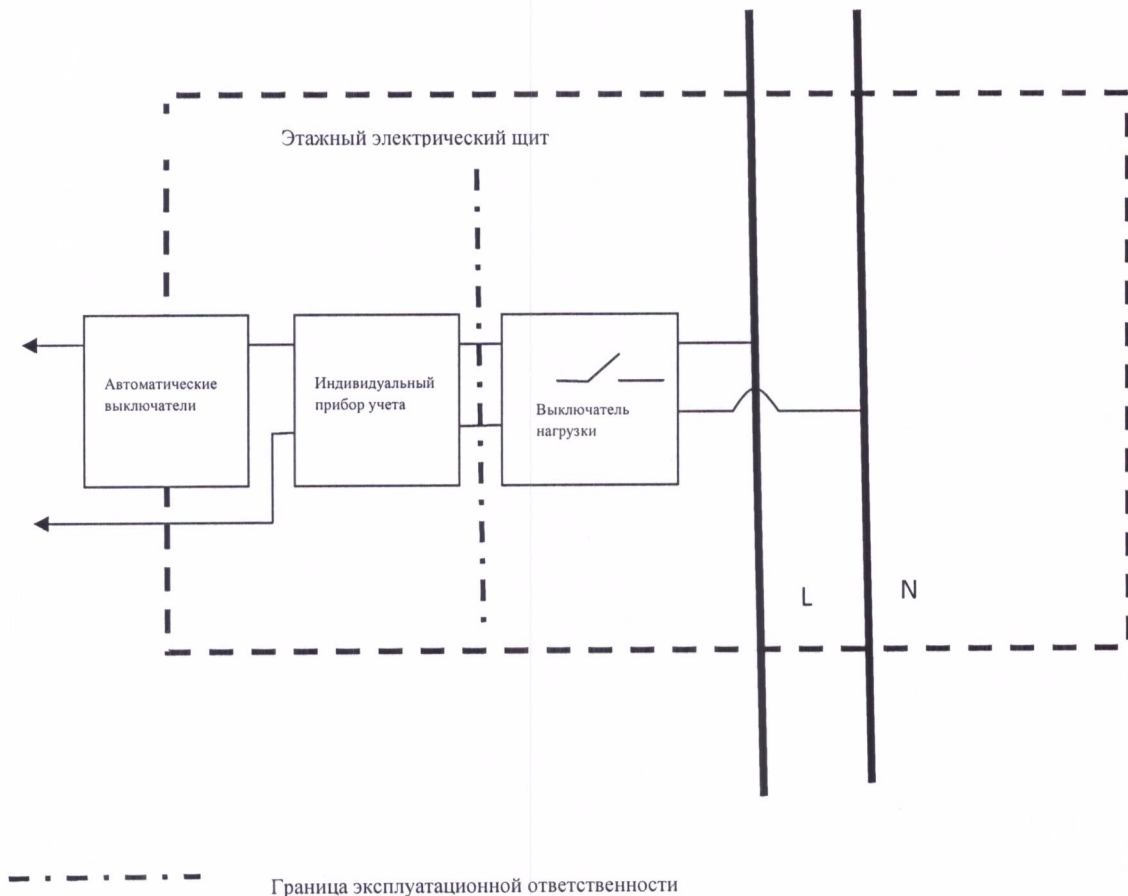 Этажный электрический щит
Автоматические
выключатели
Индивидуальный
прибор учета
Выключатель
нагрузки
L
N
Граница эксплуатационной ответственности